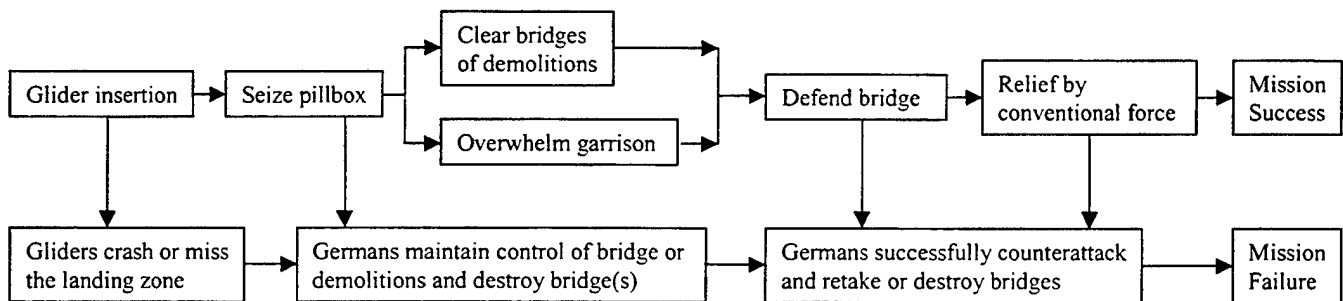 Glider insertion
Seize pillbox
Clear bridges
of demolitions
Overwhelm garrison
Defend bridge
Relief by
conventional force
Mission
Success
Gliders crash or miss
the landing zone
Germans maintain control of bridge or
demolitions and destroy bridge(s)
Germans successfully counterattack
and retake or destroy bridges
Mission
Failure